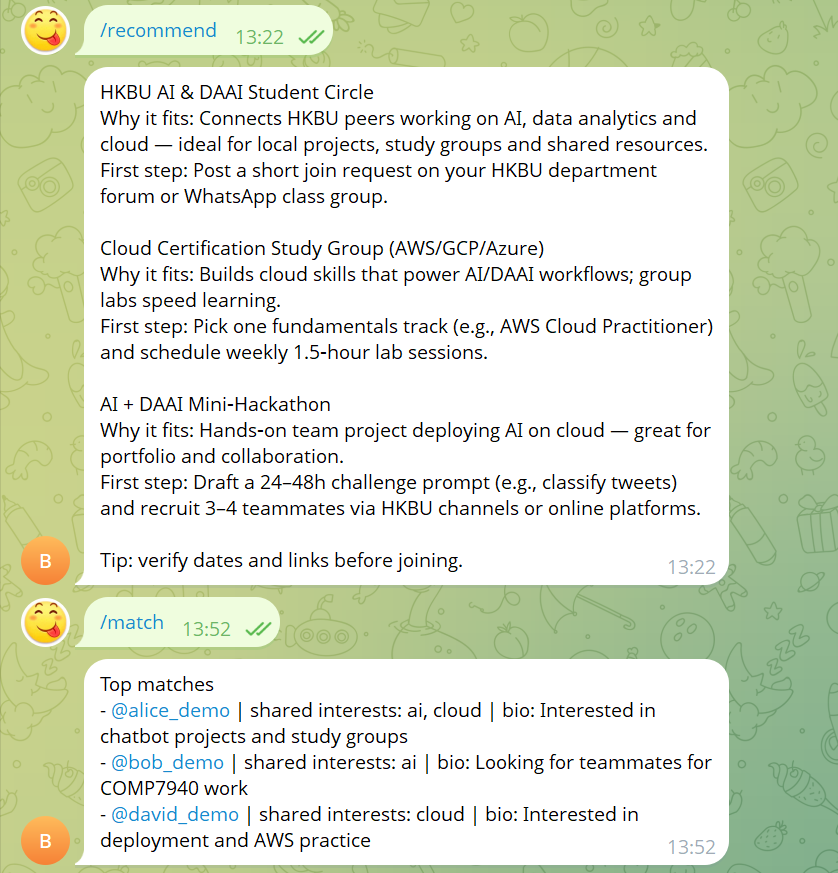 /recommend 13:22
HKBU AI & DAAI Student Circle
Why it fits: Connects HKBU peers working on AI, data analytics and
cloud — ideal for local projects, study groups and shared resources.
First step: Post a short join request on your HKBU department
forum or WhatsApp class group.
Cloud Certification Study Group (AWS/GCP/Azure)
Why it fits: Builds cloud skills that power AI/DAAI workflows; group
labs speed learning.
First step: Pick one fundamentals track (e.g., AWS Cloud Practitioner)
and schedule weekly 1.5-hour lab sessions.
AI + DAAI Mini-Hackathon
Why it fits: Hands-on team project deploying AI on cloud — great for
portfolio and collaboration.
First step: Draft a 24–48h challenge prompt (e.g., classify tweets)
and recruit 3–4 teammates via HKBU channels or online platforms.
Tip: verify dates and links before joining.
B
13:22
/match 13:52
Top matches
- @alice_demo | shared interests: ai, cloud | bio: Interested in
chatbot projects and study groups
- @bob_demo | shared interests: ai | bio: Looking for teammates for
COMP7940 work
- @david_demo | shared interests: cloud | bio: Interested in
deployment and AWS practice
B
13:52